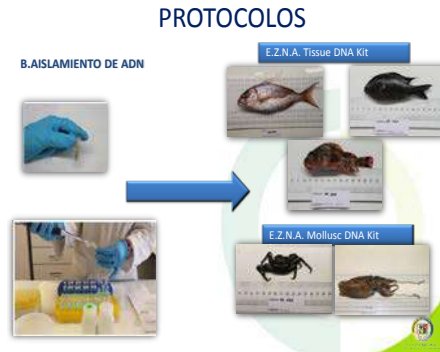 PROTOCOLOS
B.AISLAMIENTO DE ADN
E.Z.N.A. Tissue DNA Kit
E.Z.N.A. Mollusc DNA Kit